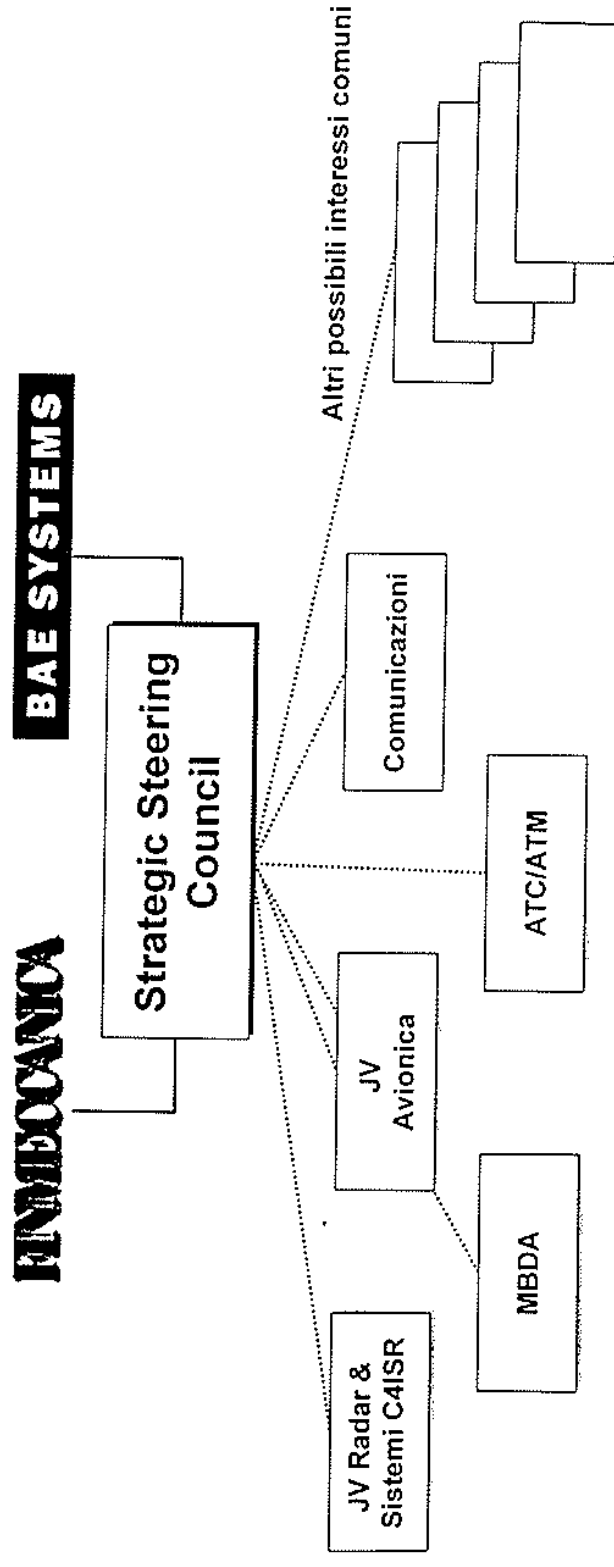 FINMECCANICA
BAE SYSTEMS
Strategic Steering
Council
Altri possibili interessi comuni
JV Radar &
Sistemi C4ISR
JV
Avionica
Comunicazioni
MBDA
ATC/ATM